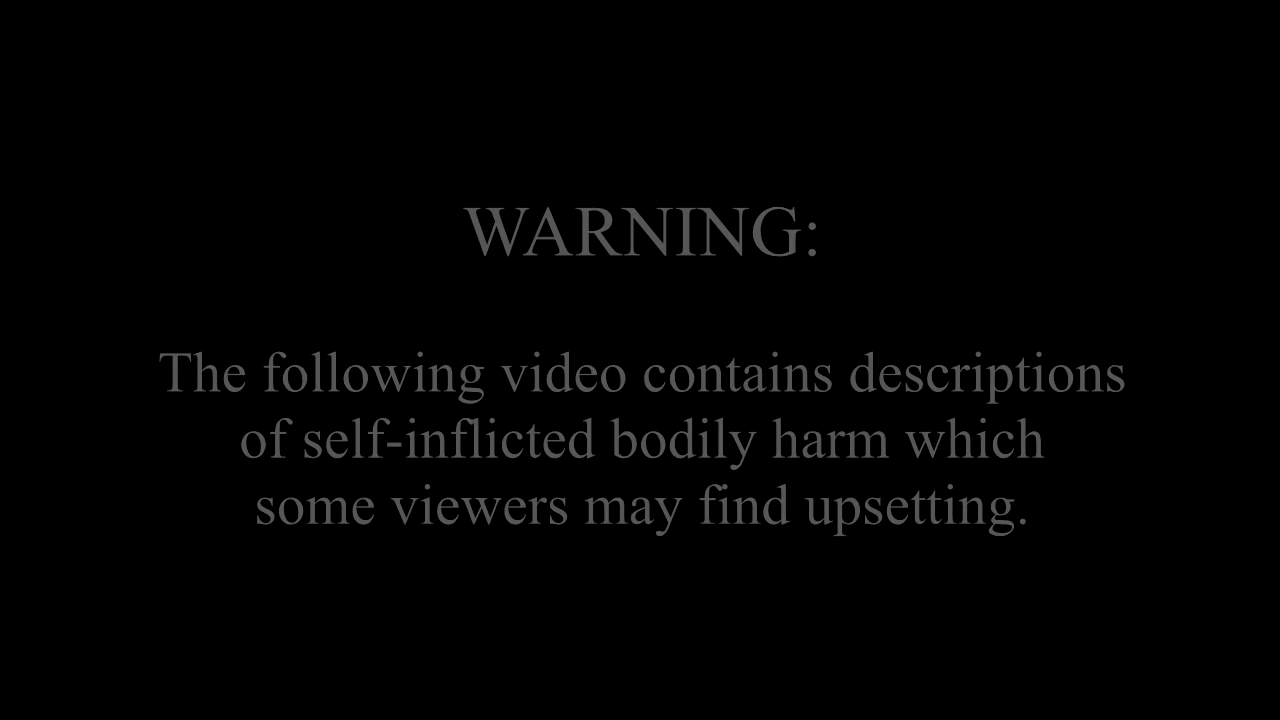 WARNING:
The following video contains descriptions
of self-inflicted bodily harm which
some viewers may find upsetting.